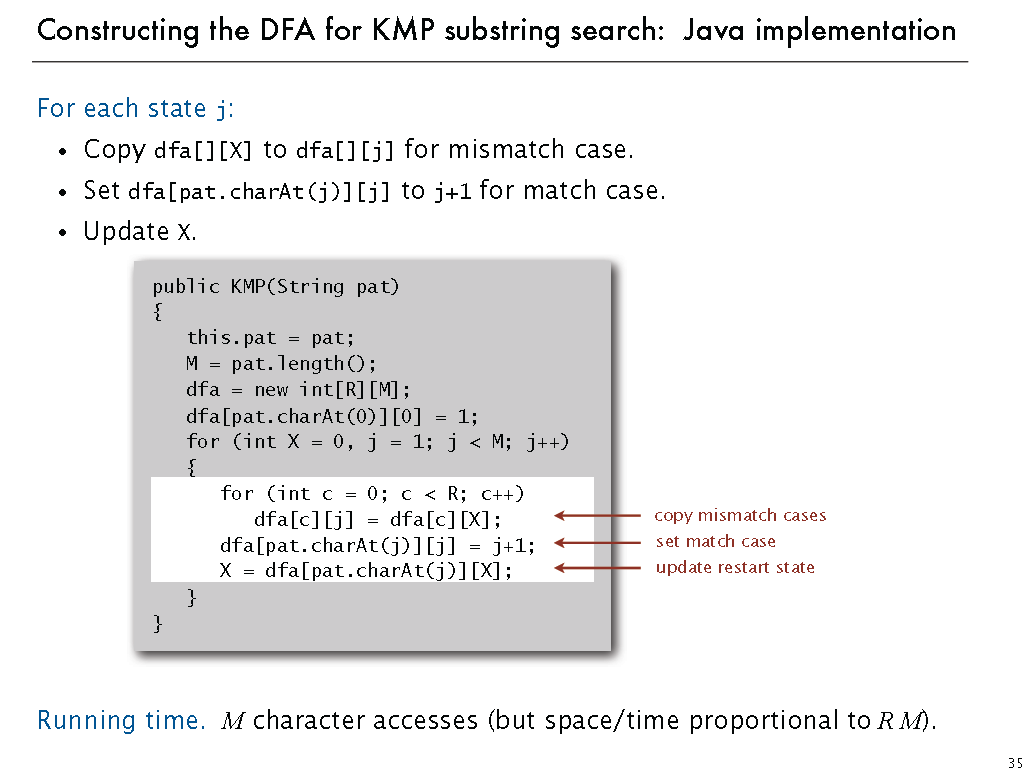 Constructing the DFA for KMP substring search: Java implementation
For each state j:
• Copy dfa[][X] to dfa[][j] for mismatch case.
• Set dfa[pat.charAt(j)][j] to j+1 for match case.
• Update X.
public KMP(String pat)
{
this.pat = pat;
M = pat.length();
dfa = new int[R][M];
dfa[pat.charAt(0)][0] = 1;
for (int X = 0, j = 1; j < M; j++)
{
for (int c = 0; c < R; c++)
dfa[c][j] = dfa[c][X]; copy mismatch cases
dfa[pat.charAt(j)][j] = j+1; set match case
X = dfa[pat.charAt(j)][X]; update restart state
}
}
Running time. M character accesses (but space/time proportional to R M).
35